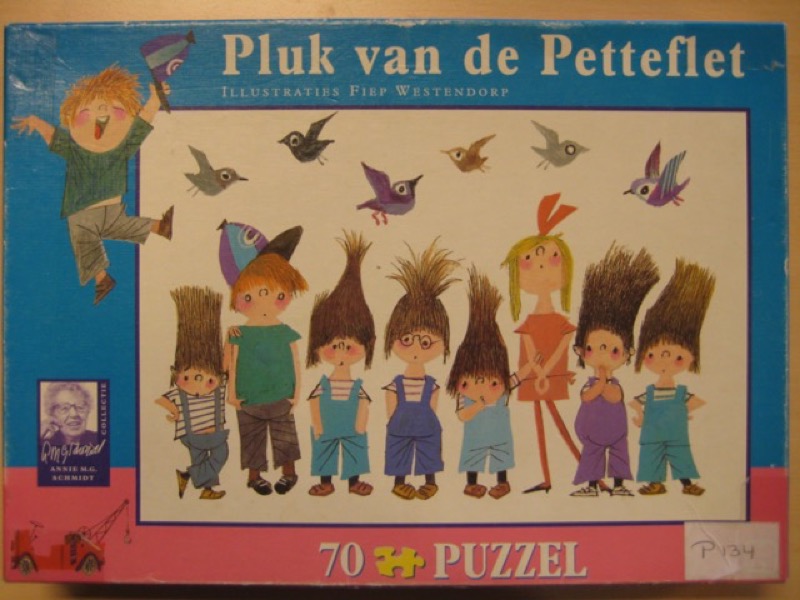 Pluk van de Petteflet
ILLUSTRATIES FIEP WESTENDORP
COLLECTIE
ANNIE M.G.
SCHMIDT
70 PUZZEL
P134